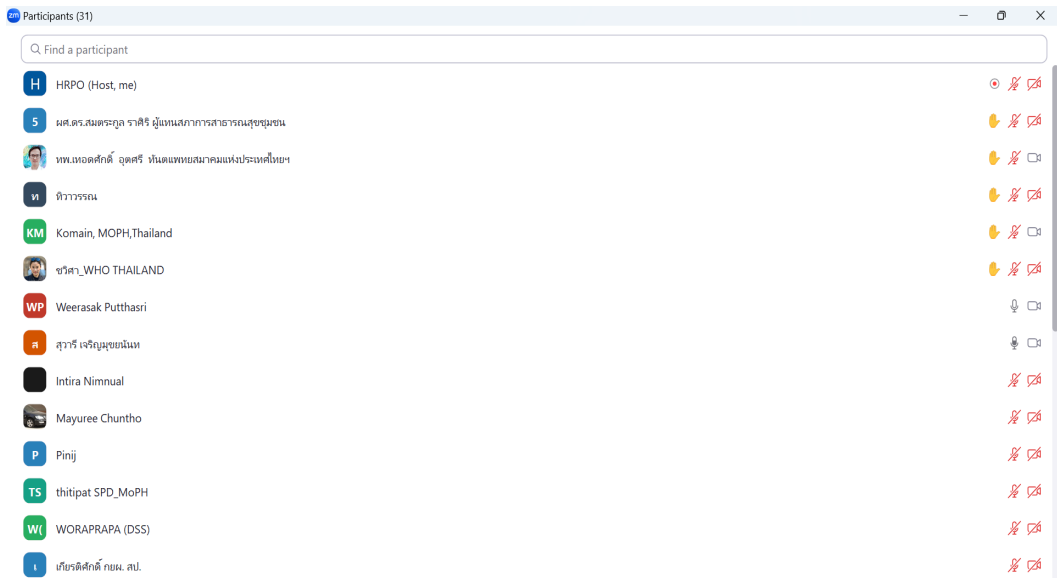 zm Participants (31)
Find a participant
H HRPO (Host, me)
5 ผศ.ดร.สมตระกูล ราศิริ ผู้แทนสภาการสาธารณสุขชุมชน
ทพ.เทอดศักดิ์ อุตศรี ทันตแพทยสมาคมแห่งประเทศไทยฯ
ท ทิวาวรรณ
KM Komain, MOPH,Thailand
ชวิศา_WHO THAILAND
WP Weerasak Putthasri
ส สุวารี เจริญมุขยนันท
Intira Nimnual
Mayuree Chuntho
P Pinij
TS thitipat SPD_MoPH
W( WORAPRAPA (DSS)
เ เกียรติศักดิ์ กยผ. สป.